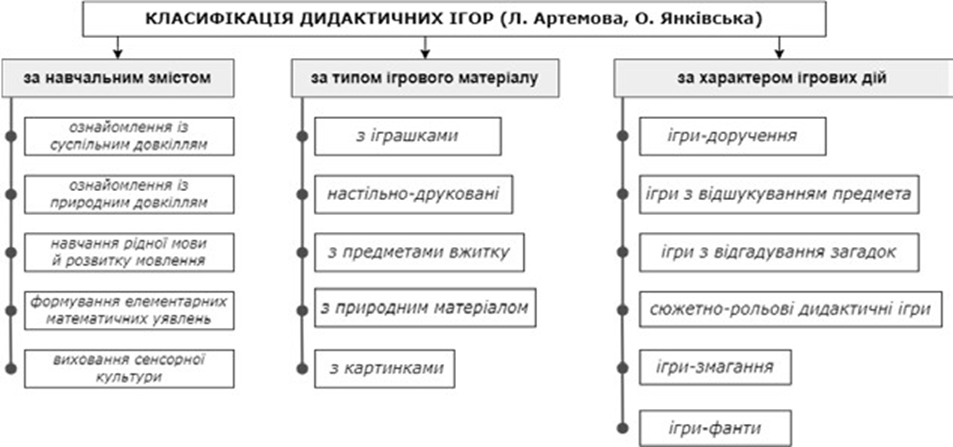 КЛАСИФІКАЦІЯ ДИДАКТИЧНИХ ІГОР (Л. Артемова, О. Янківська)
за навчальним змістом
ознайомлення із
суспільним довкіллям
ознайомлення із
природним довкіллям
навчання рідної мови
й розвитку мовлення
формування елементарних
математичних уявлень
виховання сенсорної
культури
за типом ігрового матеріалу
з іграшками
настільно-друковані
з предметами вжитку
з природним матеріалом
з картинками
за характером ігрових дій
ігри-доручення
ігри з відшукуванням предмета
ігри з відгадування загадок
сюжетно-рольові дидактичні ігри
ігри-змагання
ігри-фанти